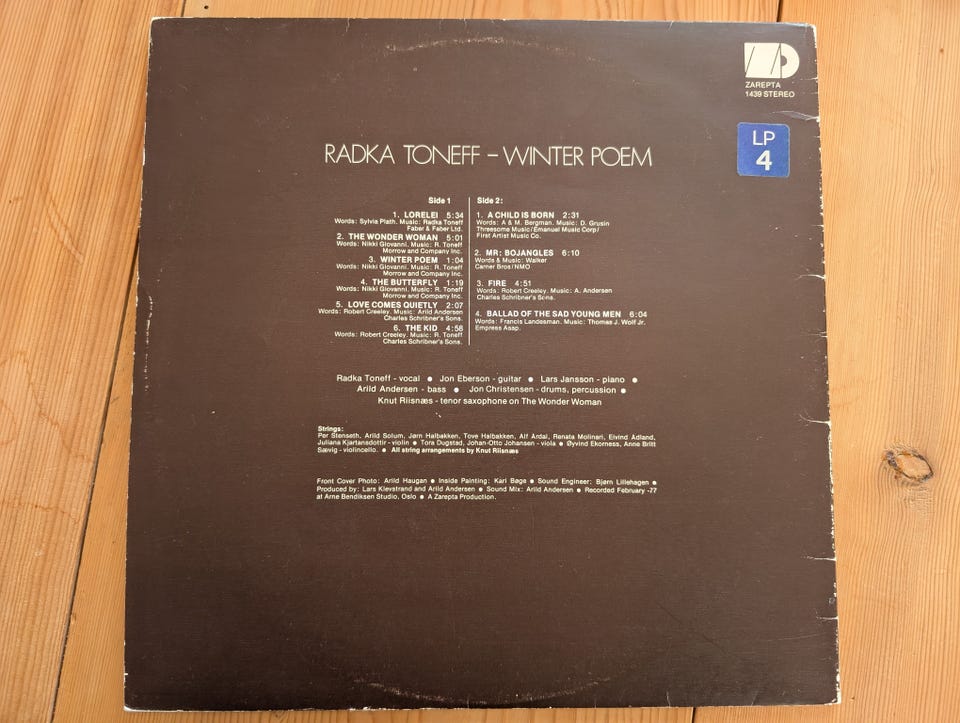 ZAREPTA
1439 STEREO
LP
4
RADKA TONEFF – WINTER POEM
Side 1
1. LORELEI 5:34
Words: Sylvia Plath. Music: Radka Toneff
Faber & Faber Ltd.
2. THE WONDER WOMAN 5:01
Words: Nikki Giovanni. Music: R. Toneff
Morrow and Company Inc.
3. WINTER POEM 1:04
Words: Nikki Giovanni. Music: R. Toneff
Morrow and Company Inc.
4. THE BUTTERFLY 1:19
Words: Nikki Giovanni. Music: R. Toneff
Morrow and Company Inc.
5. LOVE COMES QUIETLY 2:07
Words: Robert Creeley. Music: Arild Andersen
Charles Schribner's Sons.
6. THE KID 4:58
Words: Robert Creeley. Music: R. Toneff
Charles Schribner's Sons.
Side 2:
1. A CHILD IS BORN 2:31
Words: A & M. Bergman. Music: D. Grusin
Threesome Music/Emanuel Music Corp/
First Artist Music Co.
2. MR: BOJANGLES 6:10
Words & Music: Walker
Carner Bros/NMO
3. FIRE 4:51
Words: Robert Creeley. Music: A. Andersen
Charles Schribner's Sons.
4. BALLAD OF THE SAD YOUNG MEN 6:04
Words: Francis Landesman. Music: Thomas J. Wolf Jr.
Empress Asap.
Radka Toneff - vocal ● Jon Eberson - guitar ● Lars Jansson - piano ●
Arild Andersen - bass ● Jon Christensen - drums, percussion ●
Knut Riisnæs - tenor saxophone on The Wonder Woman
Strings:
Per Stenseth, Arild Solum, Jørn Halbakken, Tove Halbakken, Alf Årdal, Renata Molinari, Eivind Adland,
Juliana Kjartansdottir - violin ● Tora Dugstad, Johan-Otto Johansen - viola ● Øyvind Ekorness, Anne Britt
Sævig - violincello. ● All string arrangements by Knut Riisnæs
Front Cover Photo: Arild Haugan ● Inside Painting: Kari Bøge ● Sound Engineer: Bjørn Lillehagen ●
Produced by: Lars Klevstrand and Arild Andersen ● Sound Mix: Arild Andersen ● Recorded February -77
at Arne Bendiksen Studio, Oslo ● A Zarepta Production.